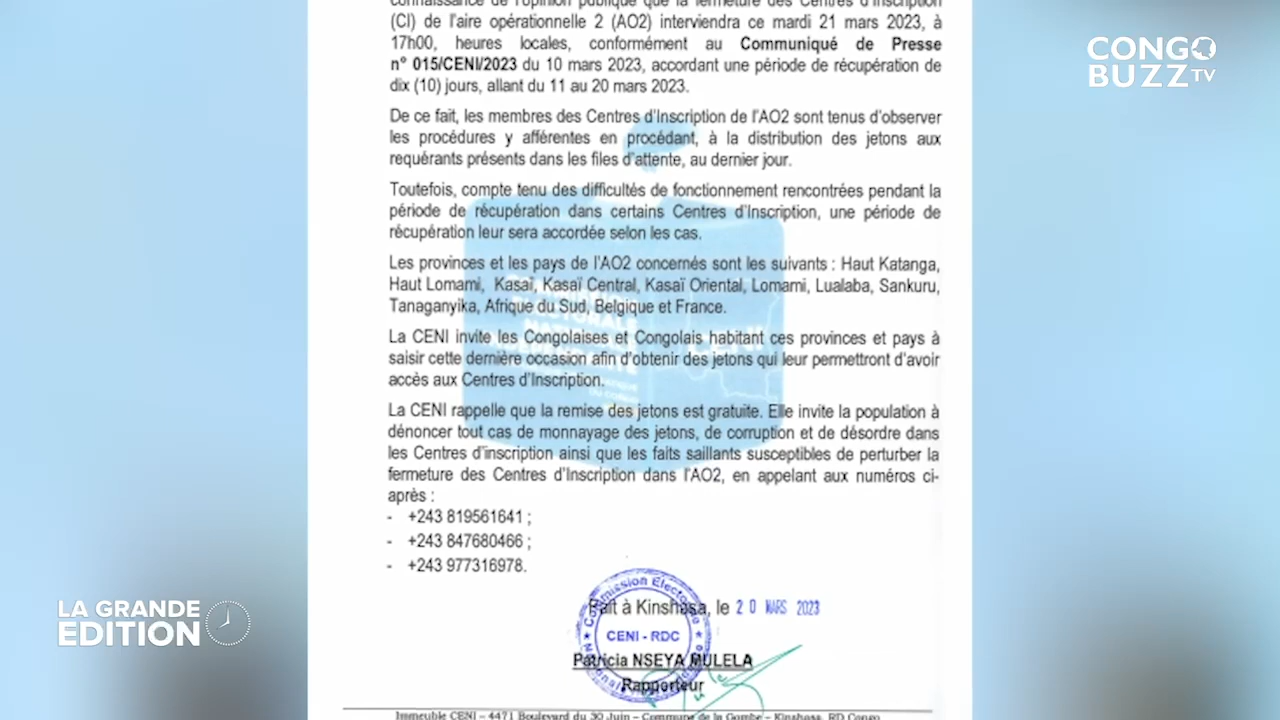 connaissance de l'opinion publique que la fermeture des Centres d'Inscription
(CI) de l'aire opérationnelle 2 (AO2) interviendra ce mardi 21 mars 2023, à
17h00, heures locales, conformément au Communiqué de Presse
n° 015/CENI/2023 du 10 mars 2023, accordant une période de récupération de
dix (10) jours, allant du 11 au 20 mars 2023.
De ce fait, les membres des Centres d'Inscription de l'AO2 sont tenus d'observer
les procédures y afférentes en procédant, à la distribution des jetons aux
requérants présents dans les files d'attente, au dernier jour.
Toutefois, compte tenu des difficultés de fonctionnement rencontrées pendant la
période de récupération dans certains Centres d'Inscription, une période de
récupération leur sera accordée selon les cas.
Les provinces et les pays de l'AO2 concernés sont les suivants : Haut Katanga,
Haut Lomami, Kasaï, Kasaï Central, Kasaï Oriental, Lomami, Lualaba, Sankuru,
Tanaganyika, Afrique du Sud, Belgique et France.
La CENI invite les Congolaises et Congolais habitant ces provinces et pays à
saisir cette dernière occasion afin d'obtenir des jetons qui leur permettront d'avoir
accès aux Centres d'Inscription.
La CENI rappelle que la remise des jetons est gratuite. Elle invite la population à
dénoncer tout cas de monnayage des jetons, de corruption et de désordre dans
les Centres d'inscription ainsi que les faits saillants susceptibles de perturber la
fermeture des Centres d'Inscription dans l'AO2, en appelant aux numéros ci-
après :
- +243 819561641 ;
- +243 847680466 ;
- +243 977316978.
Fait à Kinshasa, le 20 MARS 2023
CENI - RDC
Patricia NSEYA MULELA
Rapporteur
Immeuble CENI – 4471 Boulevard du 30 Juin – Commune de la Gombe – Kinshasa, RD Congo
CONGO
BUZZ TV
LA GRANDE
EDITION